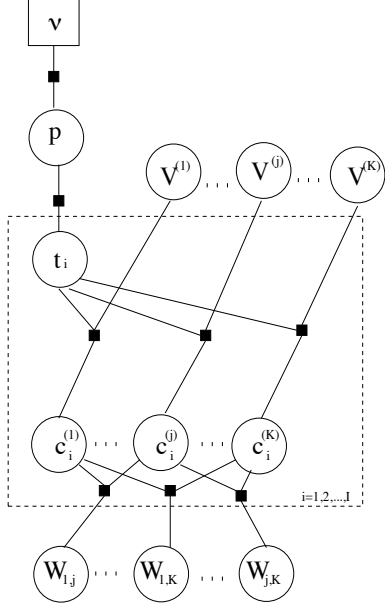 ν
p
V^(1) .... V^(j) .... V^(K)
t_i
c_i^(1) .... c_i^(j) .... c_i^(K)
i=1,2,...,I
W_1,j .... W_1,K .... W_j,K